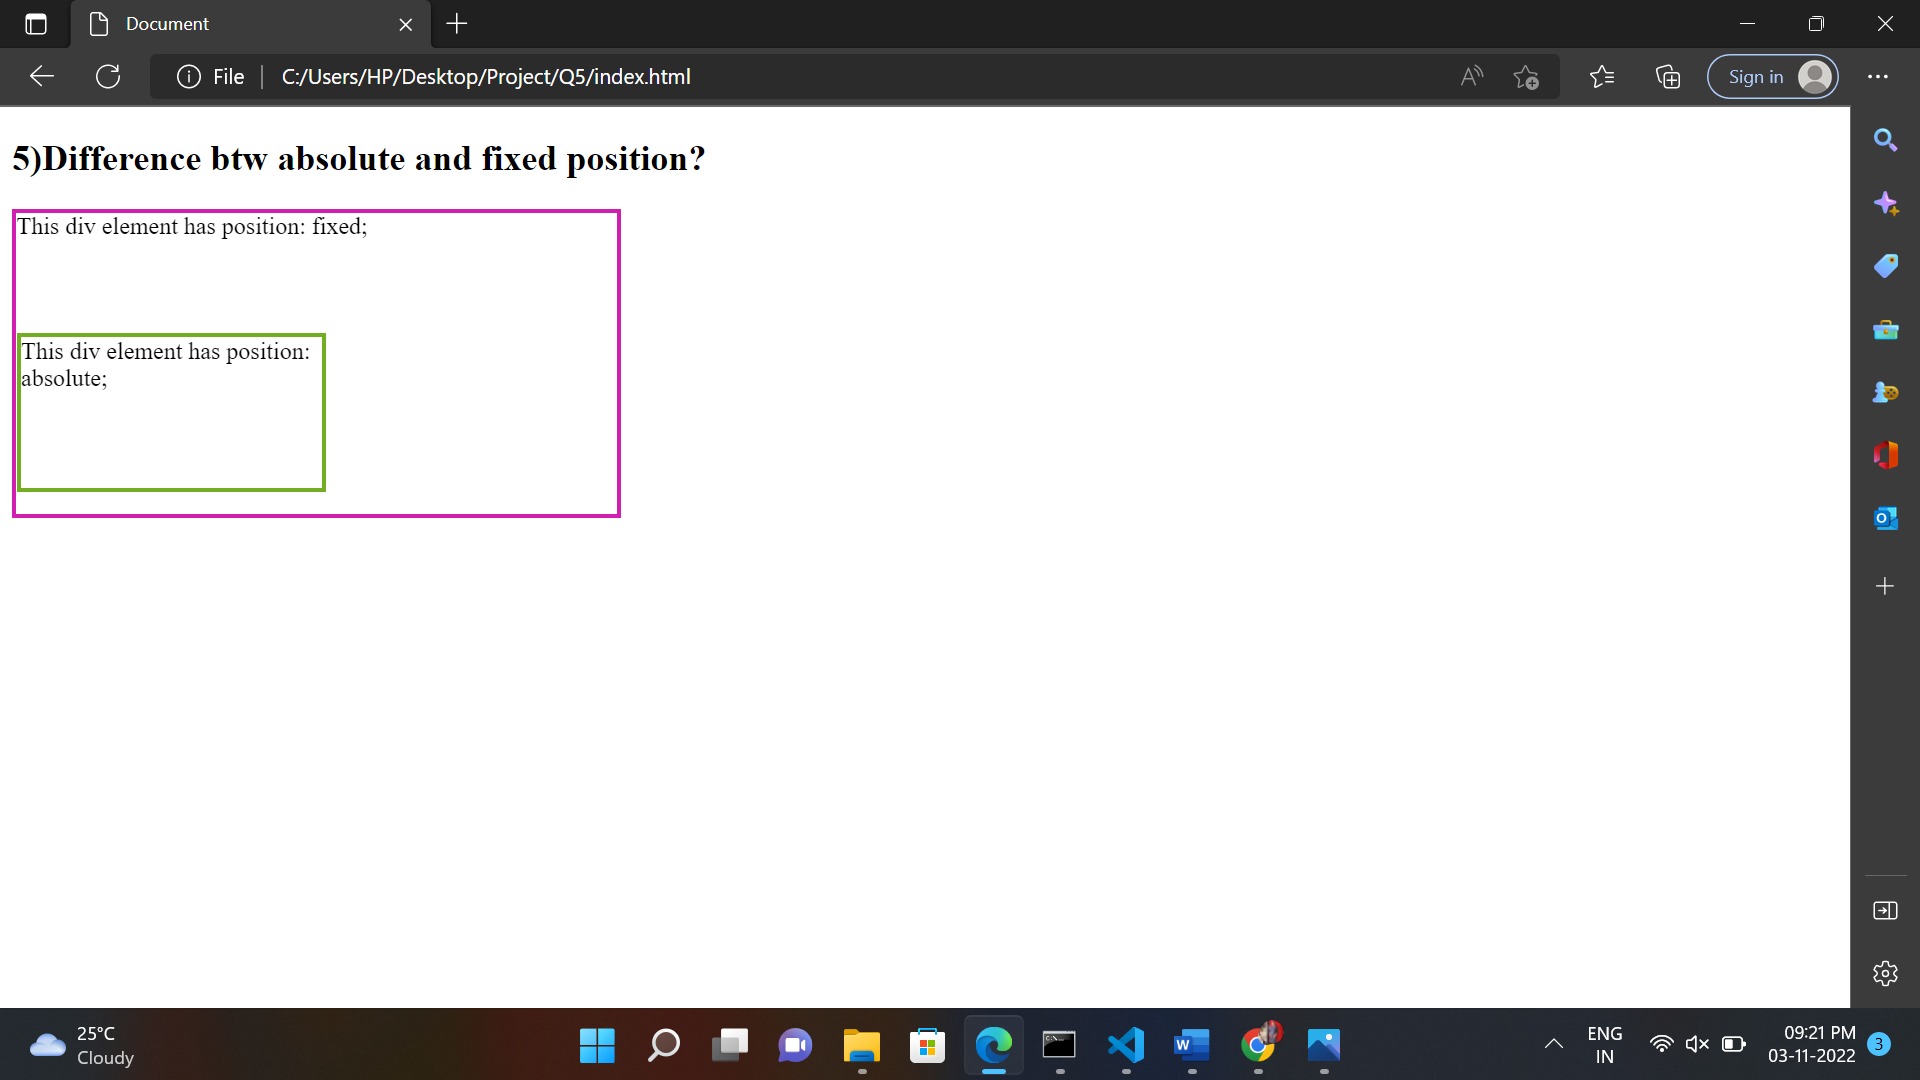 Document
File
C:/Users/HP/Desktop/Project/Q5/index.html
Sign in
5)Difference btw absolute and fixed position?
This div element has position: fixed;
This div element has position:
absolute;
25°C
Cloudy
ENG
IN
09:21 PM
03-11-2022
3